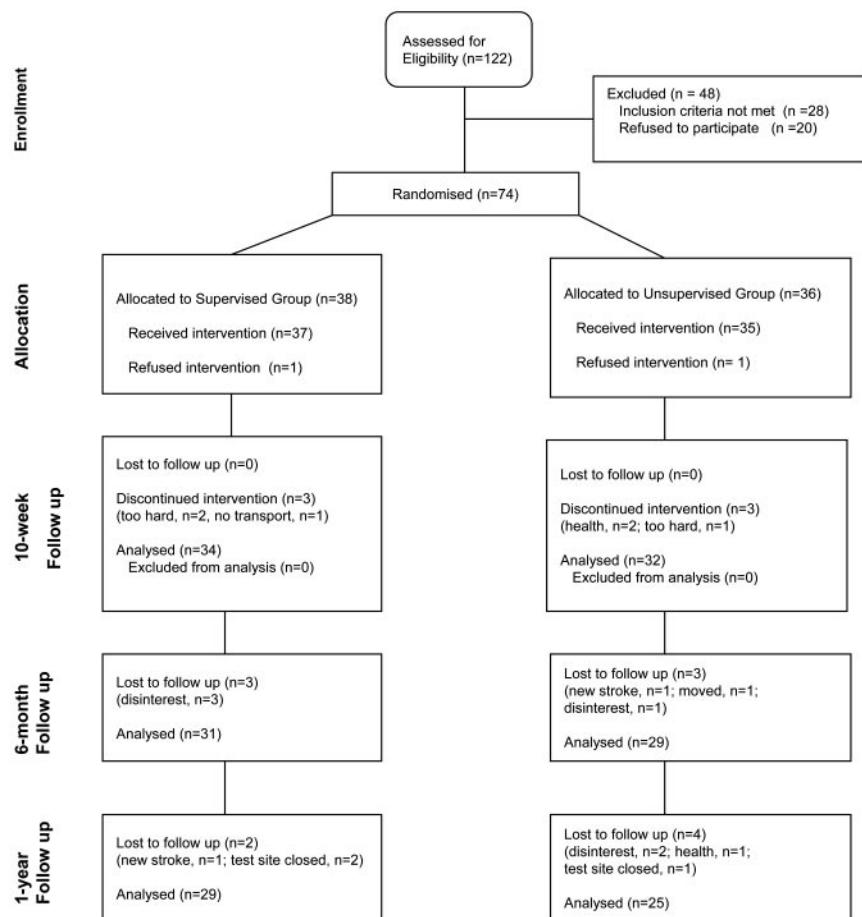 Assessed for
Eligibility (n=122)
Enrollment
Excluded (n = 48)
Inclusion criteria not met (n =28)
Refused to participate (n =20)
Randomised (n=74)
Allocation
Allocated to Supervised Group (n=38)
Received intervention (n=37)
Refused intervention (n=1)
Allocated to Unsupervised Group (n=36)
Received intervention (n=35)
Refused intervention (n= 1)
10-week
Follow up
Lost to follow up (n=0)
Discontinued intervention (n=3)
(too hard, n=2, no transport, n=1)
Analysed (n=34)
Excluded from analysis (n=0)
Lost to follow up (n=0)
Discontinued intervention (n=3)
(health, n=2; too hard, n=1)
Analysed (n=32)
Excluded from analysis (n=0)
6-month
Follow up
Lost to follow up (n=3)
(disinterest, n=3)
Analysed (n=31)
Lost to follow up (n=3)
(new stroke, n=1; moved, n=1;
disinterest, n=1)
Analysed (n=29)
1-year
Follow up
Lost to follow up (n=2)
(new stroke, n=1; test site closed, n=2)
Analysed (n=29)
Lost to follow up (n=4)
(disinterest, n=2; health, n=1;
test site closed, n=1)
Analysed (n=25)